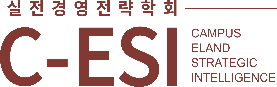 실전경영전략학회
C-ESI
CAMPUS
ELAND
STRATEGIC
INTELLIGENCE